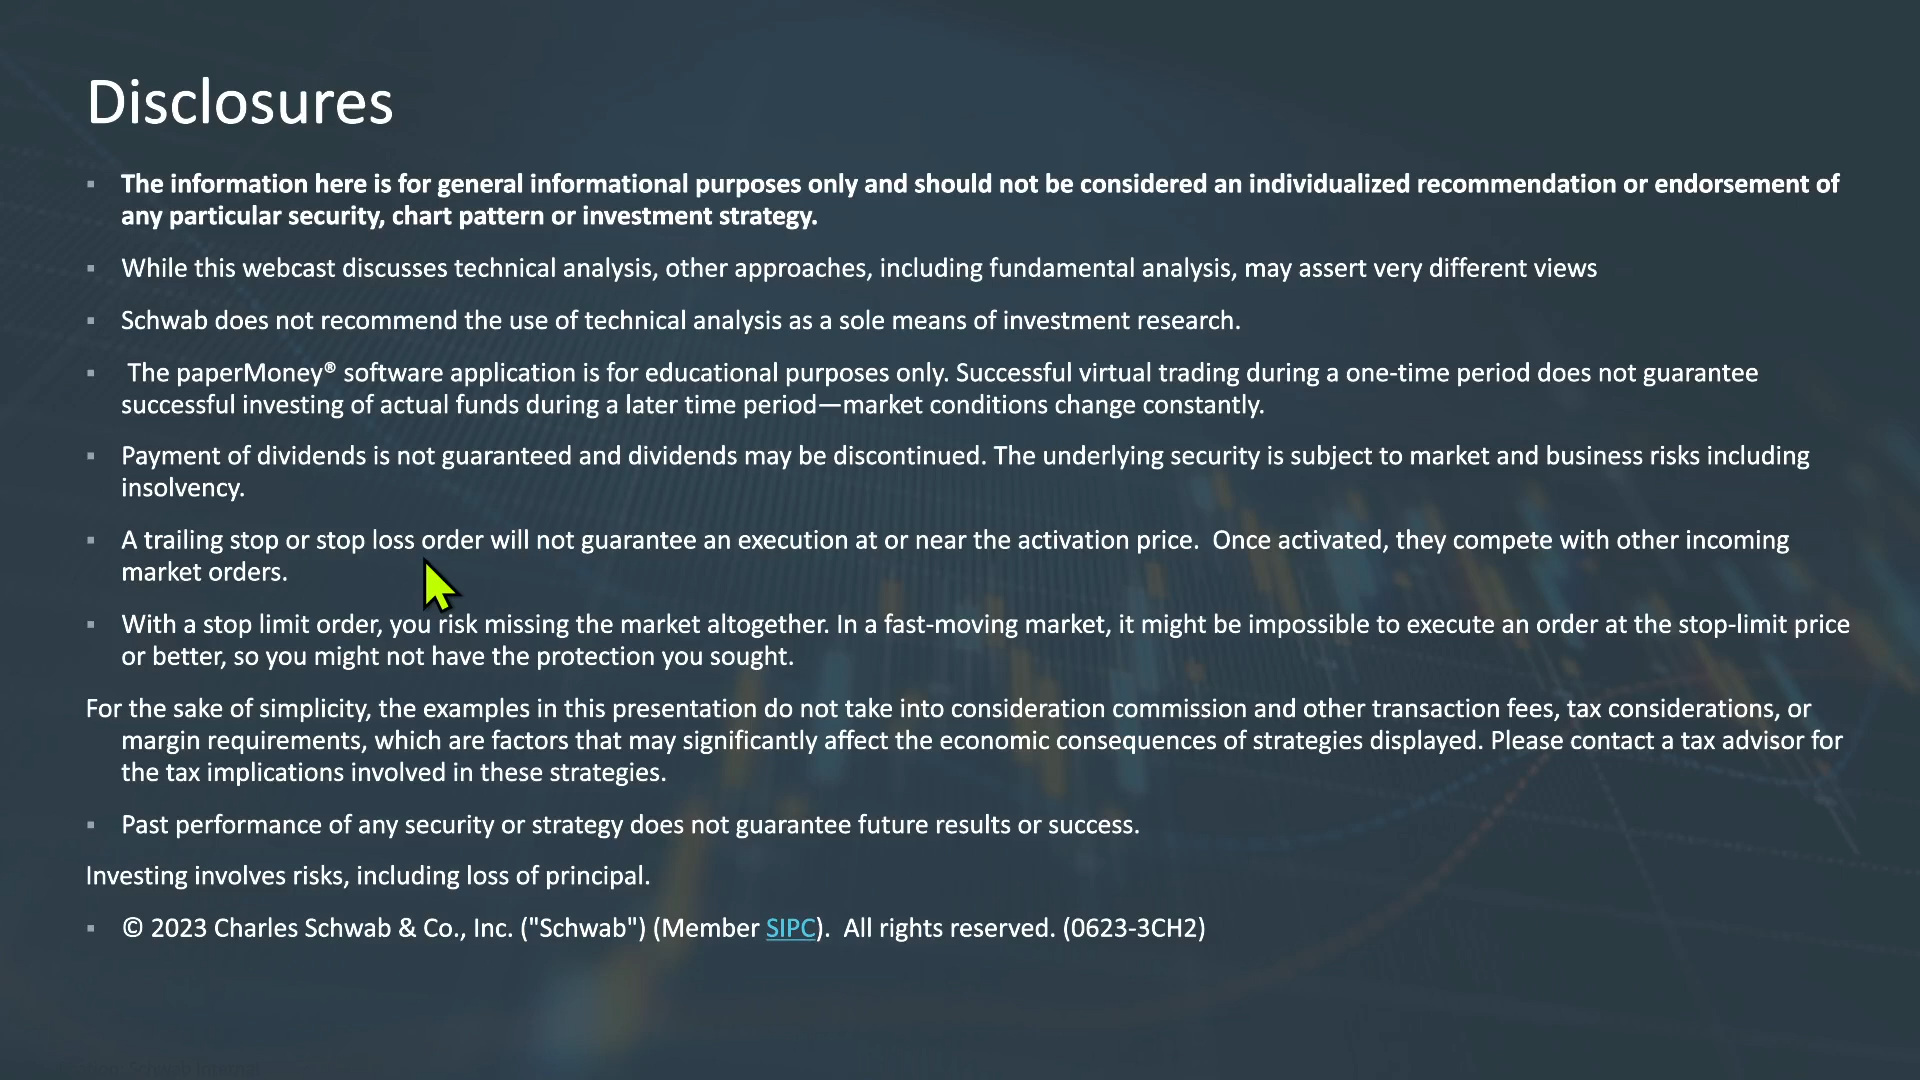 Disclosures
▪ The information here is for general informational purposes only and should not be considered an individualized recommendation or endorsement of
any particular security, chart pattern or investment strategy.
▪ While this webcast discusses technical analysis, other approaches, including fundamental analysis, may assert very different views
▪ Schwab does not recommend the use of technical analysis as a sole means of investment research.
▪ The paperMoney® software application is for educational purposes only. Successful virtual trading during a one-time period does not guarantee
successful investing of actual funds during a later time period—market conditions change constantly.
▪ Payment of dividends is not guaranteed and dividends may be discontinued. The underlying security is subject to market and business risks including
insolvency.
▪ A trailing stop or stop loss order will not guarantee an execution at or near the activation price.  Once activated, they compete with other incoming
market orders.
▪ With a stop limit order, you risk missing the market altogether. In a fast-moving market, it might be impossible to execute an order at the stop-limit price
or better, so you might not have the protection you sought.
For the sake of simplicity, the examples in this presentation do not take into consideration commission and other transaction fees, tax considerations, or
margin requirements, which are factors that may significantly affect the economic consequences of strategies displayed. Please contact a tax advisor for
the tax implications involved in these strategies.
▪ Past performance of any security or strategy does not guarantee future results or success.
Investing involves risks, including loss of principal.
▪ © 2023 Charles Schwab & Co., Inc. ("Schwab") (Member SIPC).  All rights reserved. (0623-3CH2)